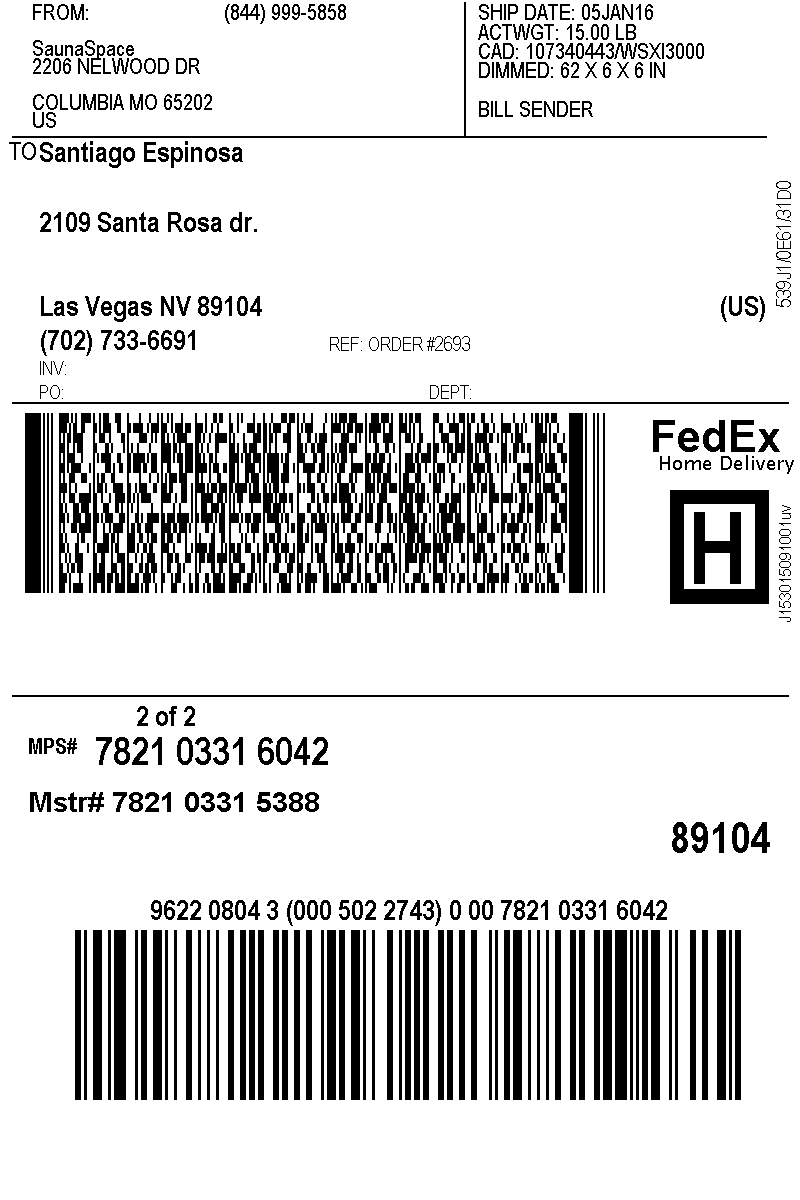 FROM: (844) 999-5858
SaunaSpace
2206 NELWOOD DR
COLUMBIA MO 65202
US
SHIP DATE: 05JAN16
ACTWGT: 15.00 LB
CAD: 107340443/WSXI3000
DIMMED: 62 X 6 X 6 IN
BILL SENDER
TO Santiago Espinosa
2109 Santa Rosa dr.
Las Vegas NV 89104 (US)
(702) 733-6691 REF: ORDER #2693
INV:
PO: DEPT:
539J1/0E61/31D0
FedEx
Home Delivery
H
J153015091001uv
2 of 2
MPS# 7821 0331 6042
Mstr# 7821 0331 5388
89104
9622 0804 3 (000 502 2743) 0 00 7821 0331 6042